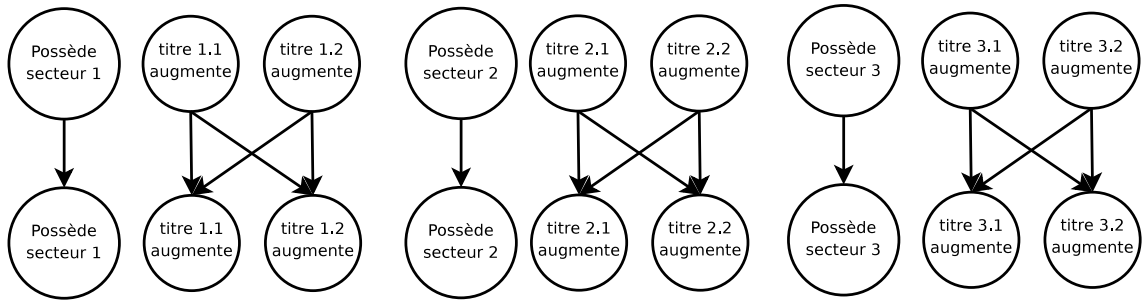 Possède
secteur 1
titre 1.1
augmente
titre 1.2
augmente
Possède
secteur 2
titre 2.1
augmente
titre 2.2
augmente
Possède
secteur 3
titre 3.1
augmente
titre 3.2
augmente
Possède
secteur 1
titre 1.1
augmente
titre 1.2
augmente
Possède
secteur 2
titre 2.1
augmente
titre 2.2
augmente
Possède
secteur 3
titre 3.1
augmente
titre 3.2
augmente